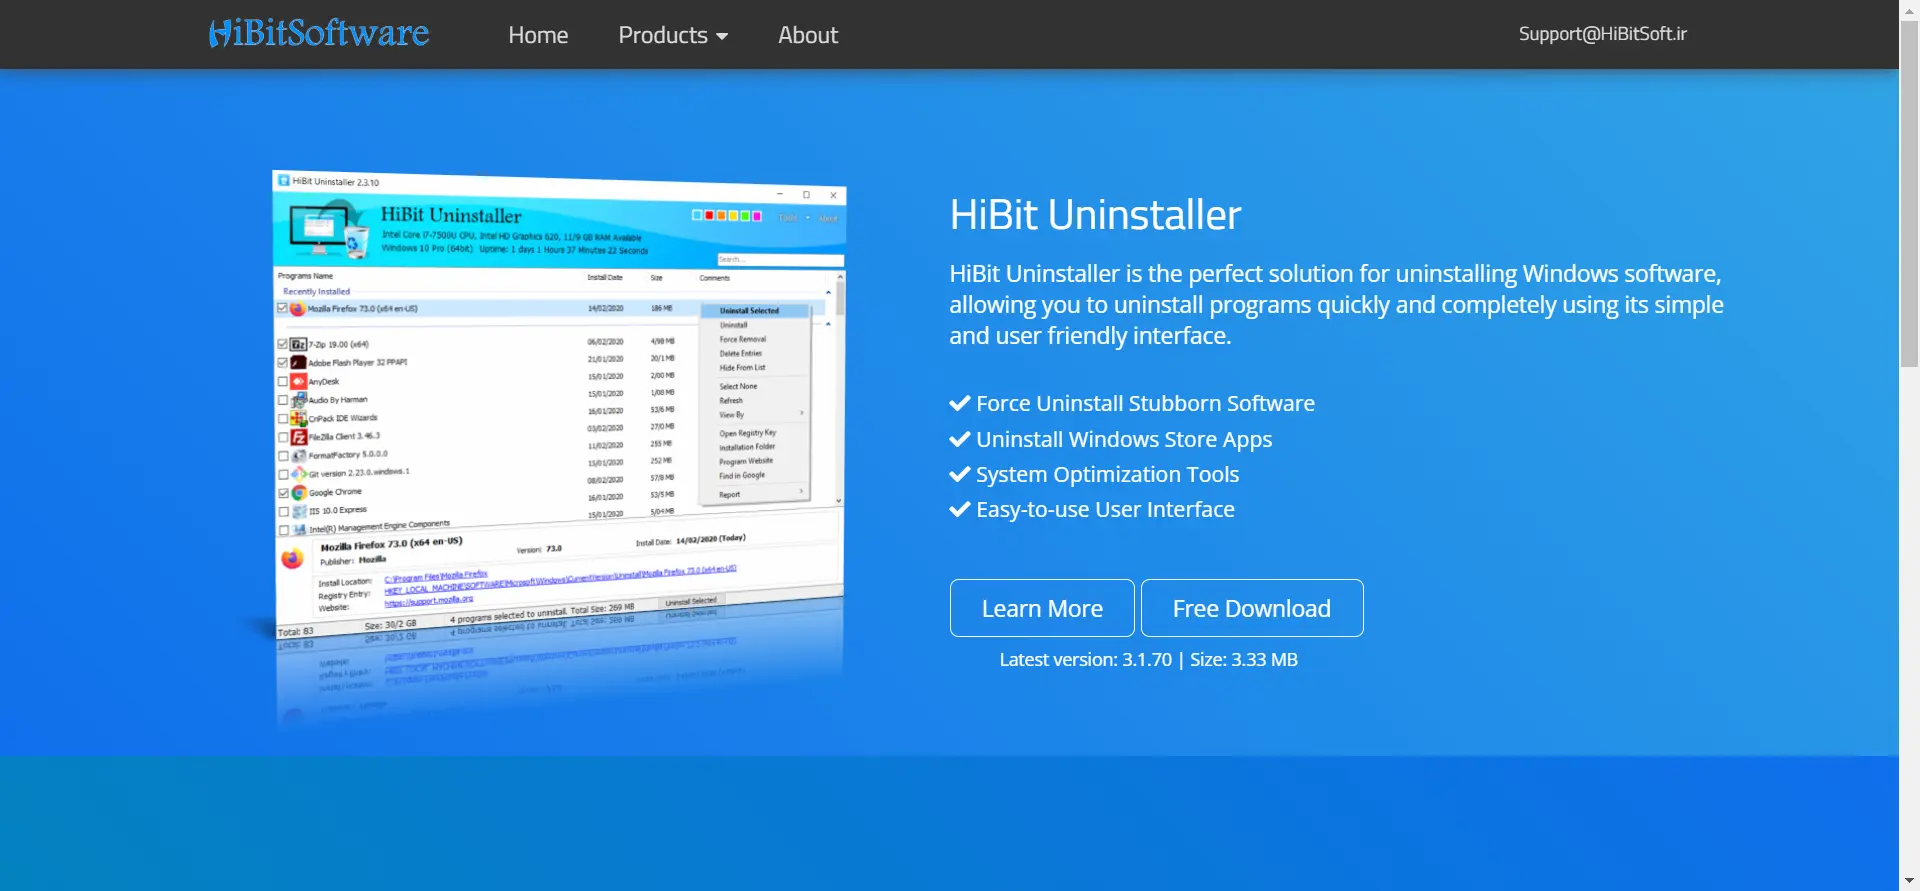 HiBitSoftware
Home
Products
About
Support@HiBitSoft.ir
HiBit Uninstaller 2.3.10
HiBit Uninstaller
Intel Core i7-7500U CPU, Intel HD Graphics 620, 11/9 GB RAM Available
Windows 10 Pro (64bit) Uptime: 1 days 1 Hours 37 Minutes 22 Seconds
Tools
About
Search...
Programs Name
Install Date
Size
Comments
Recently Installed
Mozilla Firefox 73.0 (x64 en-US) 14/02/2020 186 MB
7-Zip 19.00 (x64) 06/02/2020 4/98 MB
Adobe Flash Player 32 PPAPI 21/01/2020 20/1 MB
AnyDesk 15/01/2020 2/00 MB
Audio By Harman 15/01/2020 1/08 MB
CnPack IDE Wizards 16/01/2020 53/6 MB
FileZilla Client 3.46.3 03/02/2020 27/0 MB
FormatFactory 5.0.0.0 11/02/2020 255 MB
Git version 2.23.0.windows.1 15/01/2020 252 MB
Google Chrome 08/02/2020 57/8 MB
IIS 10.0 Express 16/01/2020 53/5 MB
Intel(R) Management Engine Components 15/01/2020 5/04 MB
Uninstall Selected
Uninstall
Force Removal
Delete Entries
Hide From List
Select None
Refresh
View By
Open Registry Key
Installation Folder
Program Website
Find in Google
Report
Mozilla Firefox 73.0 (x64 en-US)
Version: 73.0
Install Date: 14/02/2020 (Today)
Publisher: Mozilla
Install Location: C:\Program Files\Mozilla Firefox
Registry Entry: HKEY_LOCAL_MACHINE\SOFTWARE\Microsoft\Windows\CurrentVersion\Uninstall\Mozilla Firefox 73.0 (x64 en-US)
Website: https://support.mozilla.org
Total: 83
Size: 30/2 GB
4 programs selected to uninstall. Total Size: 269 MB
Uninstall Selected
HiBit Uninstaller
HiBit Uninstaller is the perfect solution for uninstalling Windows software,
allowing you to uninstall programs quickly and completely using its simple
and user friendly interface.
Force Uninstall Stubborn Software
Uninstall Windows Store Apps
System Optimization Tools
Easy-to-use User Interface
Learn More
Free Download
Latest version: 3.1.70 | Size: 3.33 MB